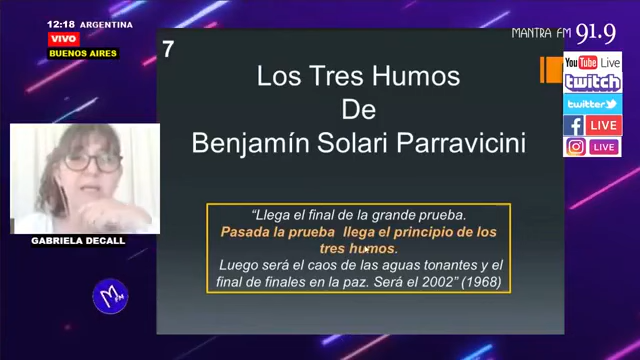 12:18 ARGENTINA
VIVO
BUENOS AIRES
MANTRA FM 91.9
7
Los Tres Humos
De
Benjamín Solari Parravicini
YouTube Live
twitch
twitter
LIVE
LIVE
“Llega el final de la grande prueba.
Pasada la prueba llega el principio de los
tres humos.
Luego será el caos de las aguas tonantes y el
final de finales en la paz. Será el 2002” (1968)
GABRIELA DECALL
M FM